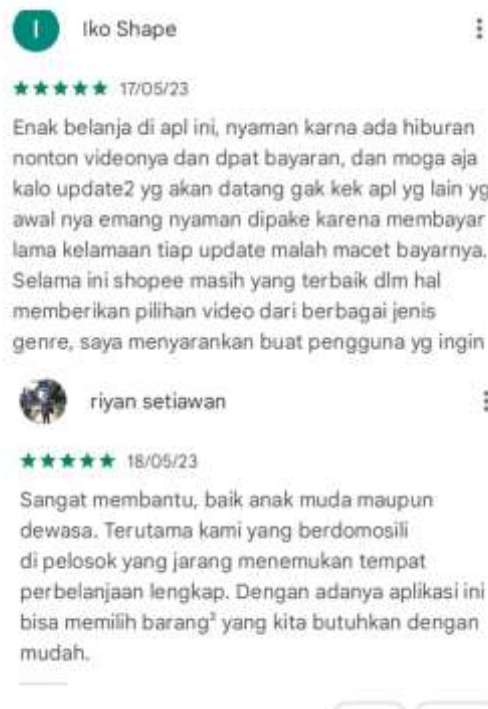 I
Iko Shape
17/05/23
Enak belanja di apl ini, nyaman karna ada hiburan
nonton videonya dan dpat bayaran, dan moga aja
kalo update2 yg akan datang gak kek apl yg lain yg
awal nya emang nyaman dipake karena membayar
lama kelamaan tiap update malah macet bayarnya.
Selama ini shopee masih yang terbaik dlm hal
memberikan pilihan video dari berbagai jenis
genre, saya menyarankan buat pengguna yg ingin
riyan setiawan
18/05/23
Sangat membantu, baik anak muda maupun
dewasa. Terutama kami yang berdomosili
di pelosok yang jarang menemukan tempat
perbelanjaan lengkap. Dengan adanya aplikasi ini
bisa memilih barang² yang kita butuhkan dengan
mudah.